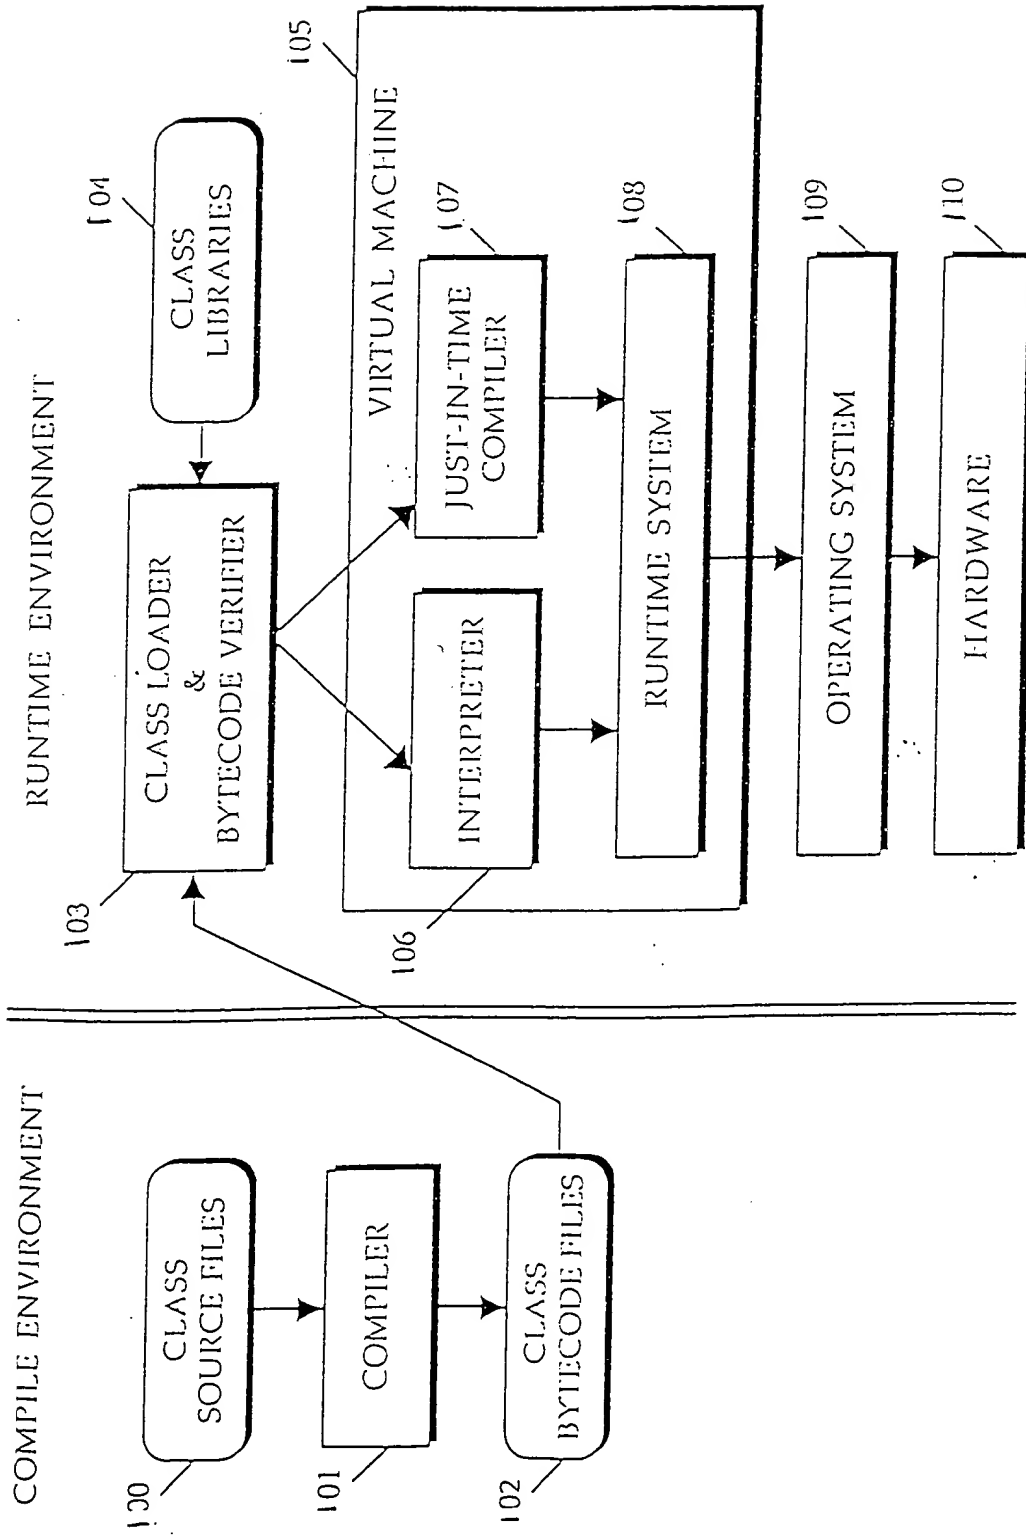 COMPILE ENVIRONMENT
100
CLASS
SOURCE FILES
101
COMPILER
102
CLASS
BYTECODE FILES
RUNTIME ENVIRONMENT
103
CLASS LOADER
&
BYTECODE VERIFIER
104
CLASS
LIBRARIES
105
VIRTUAL MACHINE
106
INTERPRETER
107
JUST-IN-TIME
COMPILER
108
RUNTIME SYSTEM
109
OPERATING SYSTEM
110
HARDWARE